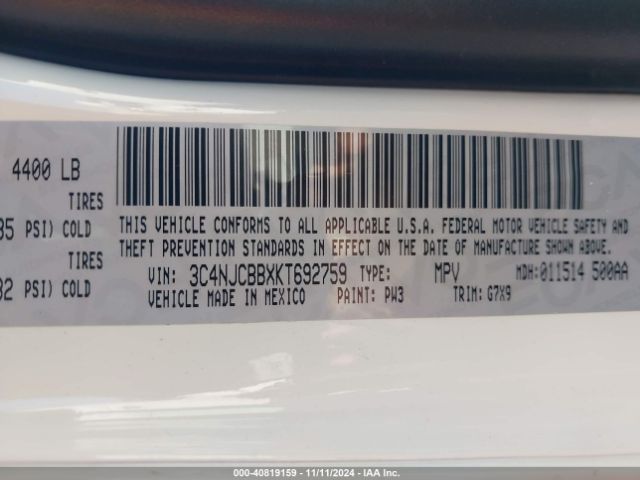 4400 LB
TIRES
35 PSI) COLD
TIRES
32 PSI) COLD
THIS VEHICLE CONFORMS TO ALL APPLICABLE U.S.A. FEDERAL MOTOR VEHICLE SAFETY AND
THEFT PREVENTION STANDARDS IN EFFECT ON THE DATE OF MANUFACTURE SHOWN ABOVE.
VIN: 3C4NJCBBXKT692759 TYPE: MPV MDH:011514 500AA
VEHICLE MADE IN MEXICO PAINT: PW3 TRIM: G7X9
000-40819159 - 11/11/2024 - IAA Inc.